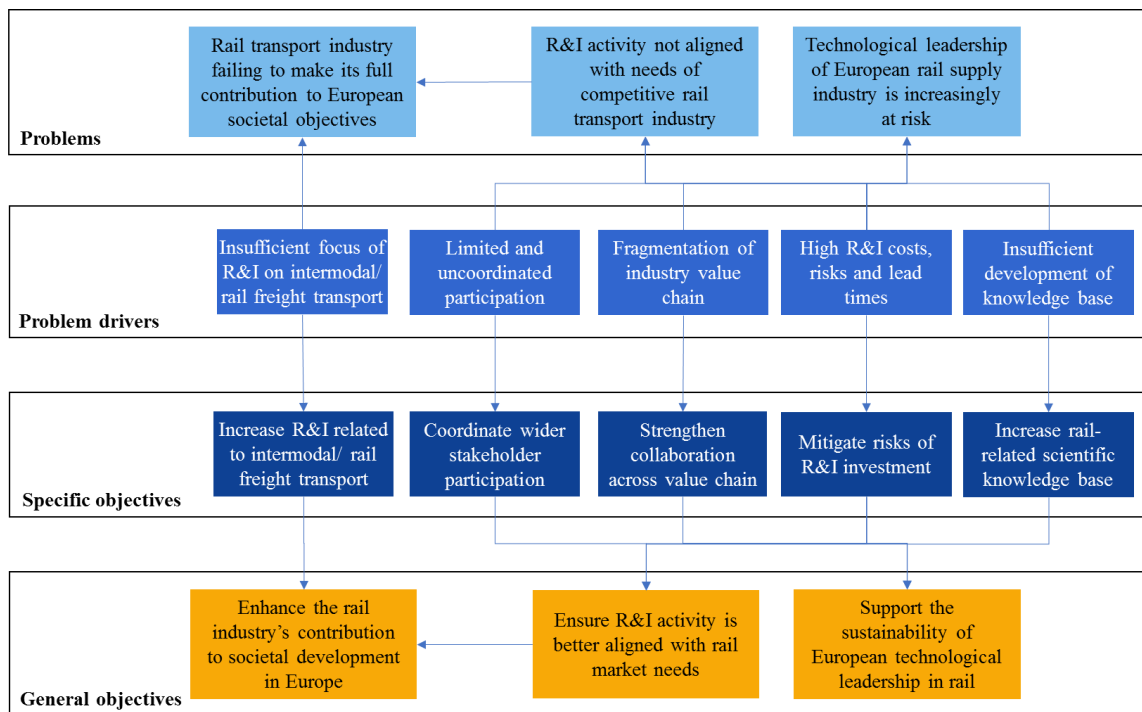 Rail transport industry
failing to make its full
contribution to European
societal objectives
R&I activity not aligned
with needs of
competitive rail
transport industry
Technological leadership
of European rail supply
industry is increasingly
at risk
Problems
Insufficient focus of
R&I on intermodal/
rail freight transport
Limited and
uncoordinated
participation
Fragmentation of
industry value
chain
High R&I costs,
risks and lead
times
Insufficient
development of
knowledge base
Problem drivers
Increase R&I related
to intermodal/ rail
freight transport
Coordinate wider
stakeholder
participation
Strengthen
collaboration
across value chain
Mitigate risks of
R&I investment
Increase rail-
related scientific
knowledge base
Specific objectives
Enhance the rail
industry’s contribution
to societal development
in Europe
Ensure R&I activity is
better aligned with rail
market needs
Support the
sustainability of
European technological
leadership in rail
General objectives